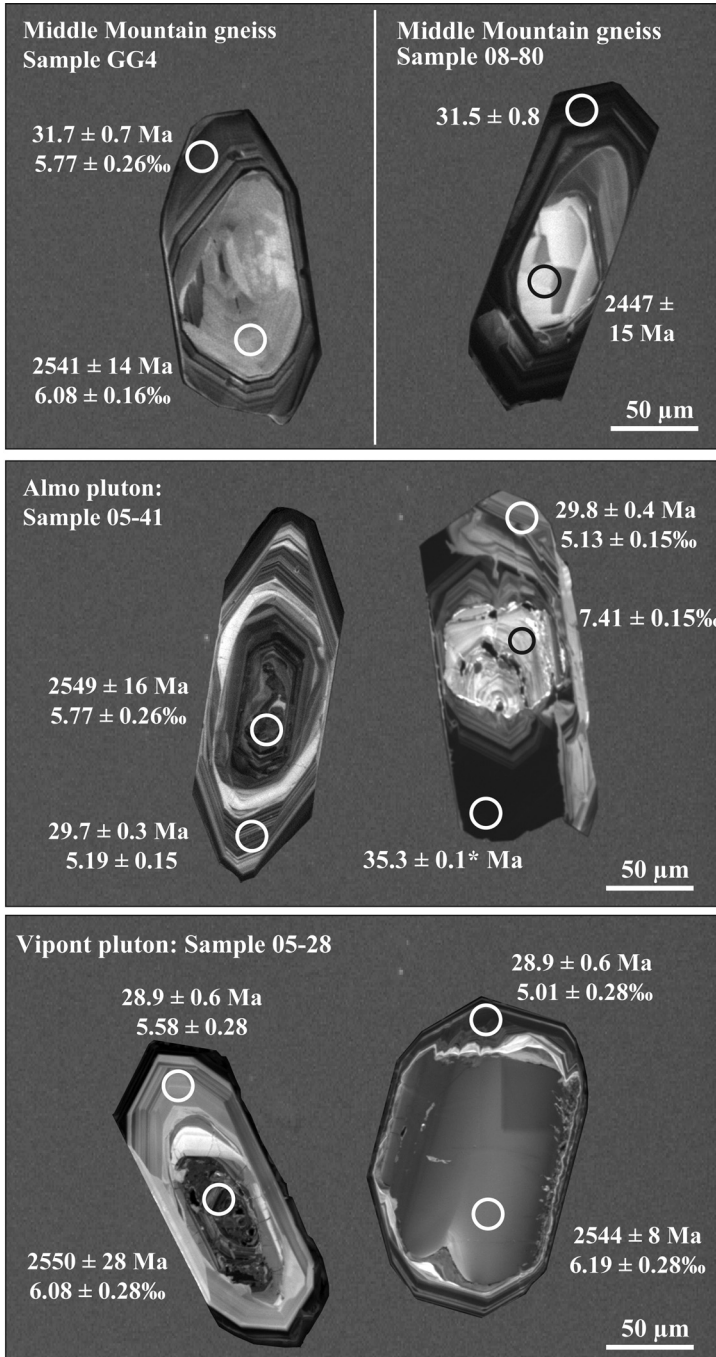 Middle Mountain gneiss
Sample GG4
31.7 ± 0.7 Ma
5.77 ± 0.26‰
2541 ± 14 Ma
6.08 ± 0.16‰
Middle Mountain gneiss
Sample 08-80
31.5 ± 0.8
2447 ±
15 Ma
50 µm
Almo pluton:
Sample 05-41
2549 ± 16 Ma
5.77 ± 0.26‰
29.7 ± 0.3 Ma
5.19 ± 0.15
29.8 ± 0.4 Ma
5.13 ± 0.15‰
7.41 ± 0.15‰
35.3 ± 0.1* Ma
50 µm
Vipont pluton: Sample 05-28
28.9 ± 0.6 Ma
5.58 ± 0.28
2550 ± 28 Ma
6.08 ± 0.28‰
28.9 ± 0.6 Ma
5.01 ± 0.28‰
2544 ± 8 Ma
6.19 ± 0.28‰
50 µm